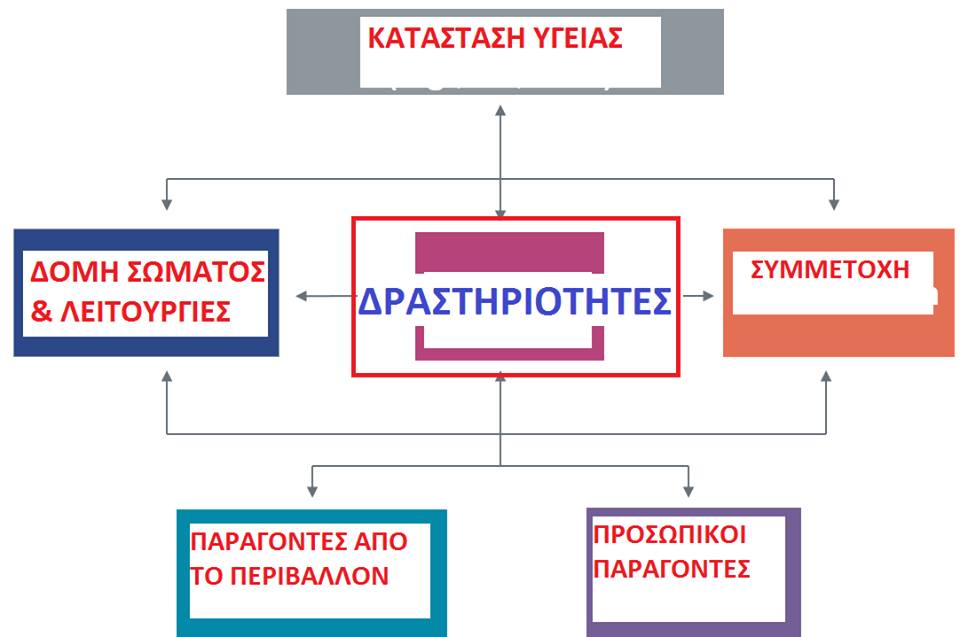 ΚΑΤΑΣΤΑΣΗ ΥΓΕΙΑΣ
ΔΟΜΗ ΣΩΜΑΤΟΣ
& ΛΕΙΤΟΥΡΓΙΕΣ
ΔΡΑΣΤΗΡΙΟΤΗΤΕΣ
ΣΥΜΜΕΤΟΧΗ
ΠΑΡΑΓΟΝΤΕΣ ΑΠΟ
ΤΟ ΠΕΡΙΒΑΛΛΟΝ
ΠΡΟΣΩΠΙΚΟΙ
ΠΑΡΑΓΟΝΤΕΣ